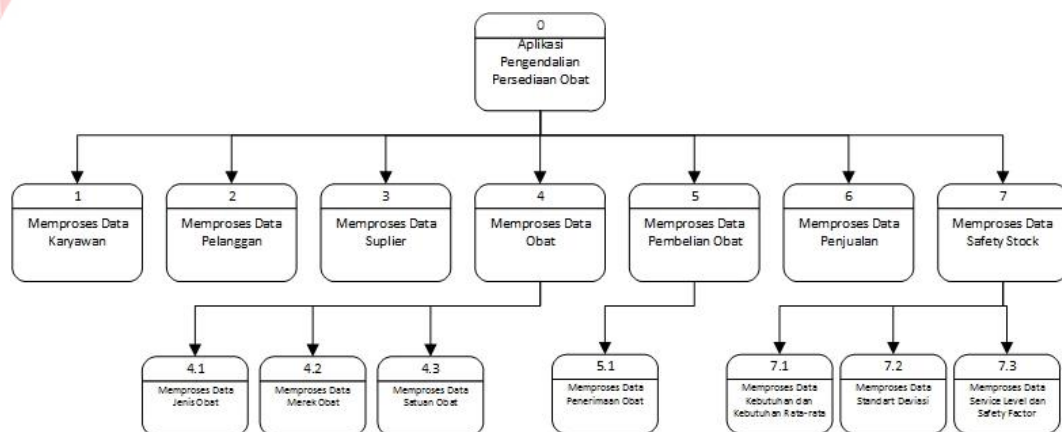 0
Aplikasi
Pengendalian
Persediaan Obat
1
Memproses Data
Karyawan
2
Memproses Data
Pelanggan
3
Memproses Data
Suplier
4
Memproses Data
Obat
5
Memproses Data
Pembelian Obat
6
Memproses Data
Penjualan
7
Memproses Data
Safety Stock
4.1
Memproses Data
Jenis Obat
4.2
Memproses Data
Merek Obat
4.3
Memproses Data
Satuan Obat
5.1
Memproses Data
Penerimaan Obat
7.1
Memproses Data
Kebutuhan dan
Kebutuhan Rata-rata
7.2
Memproses Data
Standart Deviasi
7.3
Memproses Data
Service Level dan
Safety Factor